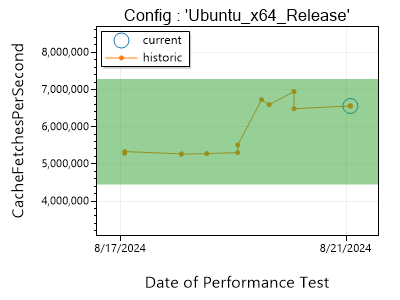 Config : 'Ubuntu_x64_Release'
current
historic
8,000,000
7,000,000
6,000,000
5,000,000
4,000,000
CacheFetchesPerSecond
8/17/2024
8/21/2024
Date of Performance Test